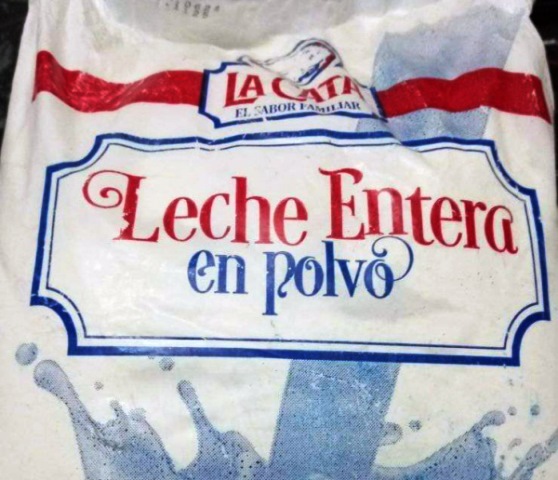 LA CATA
EL SABOR FAMILIAR
Leche Entera
en polvo